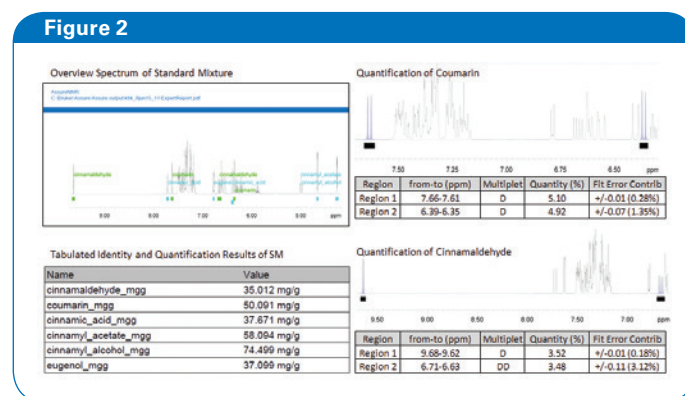 Figure 2
Overview Spectrum of Standard Mixture
cinnamaldehyde
cinnamaldehyde
9.00 8.00 7.00 6.00 5.00 ppm
Tabulated Identity and Quantification Results of SM
Name Value
cinnamaldehyde_mgg 35.012 mg/g
coumarin_mgg 50.091 mg/g
cinnamic_acid_mgg 37.671 mg/g
cinnamyl_acetate_mgg 58.094 mg/g
cinnamyl_alcohol_mgg 74.499 mg/g
eugenol_mgg 37.099 mg/g
Quantification of Coumarin
7.50 7.25 7.00 6.75 6.50 ppm
Region from-to (ppm) Multiplet Quantity (%) Fit Error Contrib
Region 1 7.66-7.61 D 5.10 +/-0.01 (0.28%)
Region 2 6.39-6.35 D 4.92 +/-0.07 (1.35%)
Quantification of Cinnamaldehyde
9.50 9.00 8.50 8.00 7.50 7.00 ppm
Region from-to (ppm) Multiplet Quantity (%) Fit Error Contrib
Region 1 9.68-9.62 D 3.52 +/-0.01 (0.18%)
Region 2 6.71-6.63 DD 3.48 +/-0.11 (3.12%)